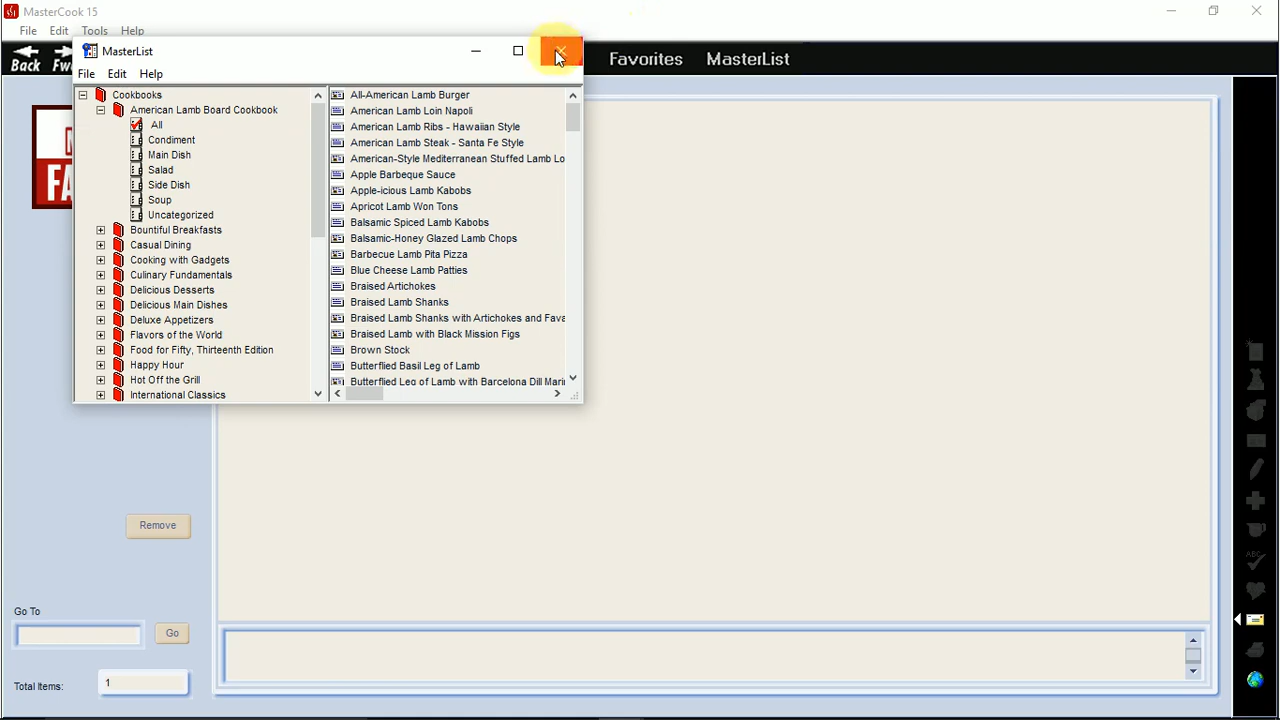 MasterCook 15
File Edit Tools Help
Back Fw
Favorites MasterList
MasterList
File Edit Help
Cookbooks
American Lamb Board Cookbook
All
Condiment
Main Dish
Salad
Side Dish
Soup
Uncategorized
Bountiful Breakfasts
Casual Dining
Cooking with Gadgets
Culinary Fundamentals
Delicious Desserts
Delicious Main Dishes
Deluxe Appetizers
Flavors of the World
Food for Fifty, Thirteenth Edition
Happy Hour
Hot Off the Grill
International Classics
All-American Lamb Burger
American Lamb Loin Napoli
American Lamb Ribs - Hawaiian Style
American Lamb Steak - Santa Fe Style
American-Style Mediterranean Stuffed Lamb Lo
Apple Barbeque Sauce
Apple-icious Lamb Kabobs
Apricot Lamb Won Tons
Balsamic Spiced Lamb Kabobs
Balsamic-Honey Glazed Lamb Chops
Barbecue Lamb Pita Pizza
Blue Cheese Lamb Patties
Braised Artichokes
Braised Lamb Shanks
Braised Lamb Shanks with Artichokes and Fava
Braised Lamb with Black Mission Figs
Brown Stock
Butterflied Basil Leg of Lamb
Butterflied Leg of Lamb with Barcelona Dill Mari
Remove
Go To
Go
Total Items: 1
ABC